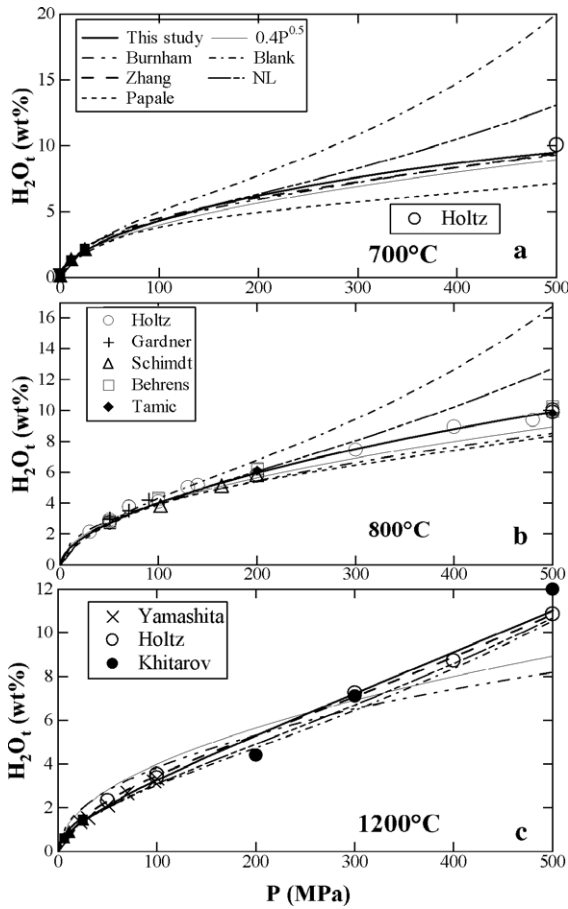 a
This study
0.4P^0.5
Burnham
Blank
Zhang
NL
Papale
20
15
10
5
0
H₂Oₜ (wt%)
Holtz
700°C
a
0
100
200
300
400
500
16
14
12
10
8
6
4
2
0
H₂Oₜ (wt%)
Holtz
Gardner
Schimdt
Behrens
Tamic
800°C
b
0
100
200
300
400
500
12
10
8
6
4
2
0
H₂Oₜ (wt%)
Yamashita
Holtz
Khitarov
1200°C
c
0
100
200
300
400
500
P (MPa)